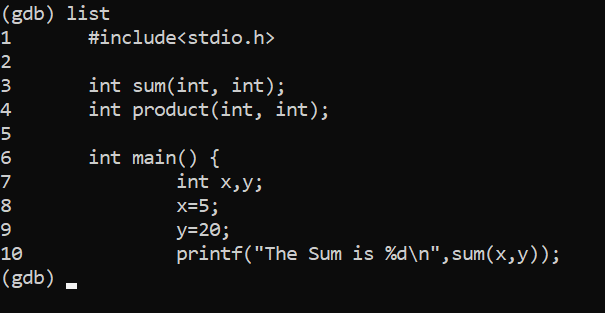 (gdb) list
1       #include<stdio.h>
2
3       int sum(int, int);
4       int product(int, int);
5
6       int main() {
7               int x,y;
8               x=5;
9               y=20;
10              printf("The Sum is %d\n",sum(x,y));
(gdb)